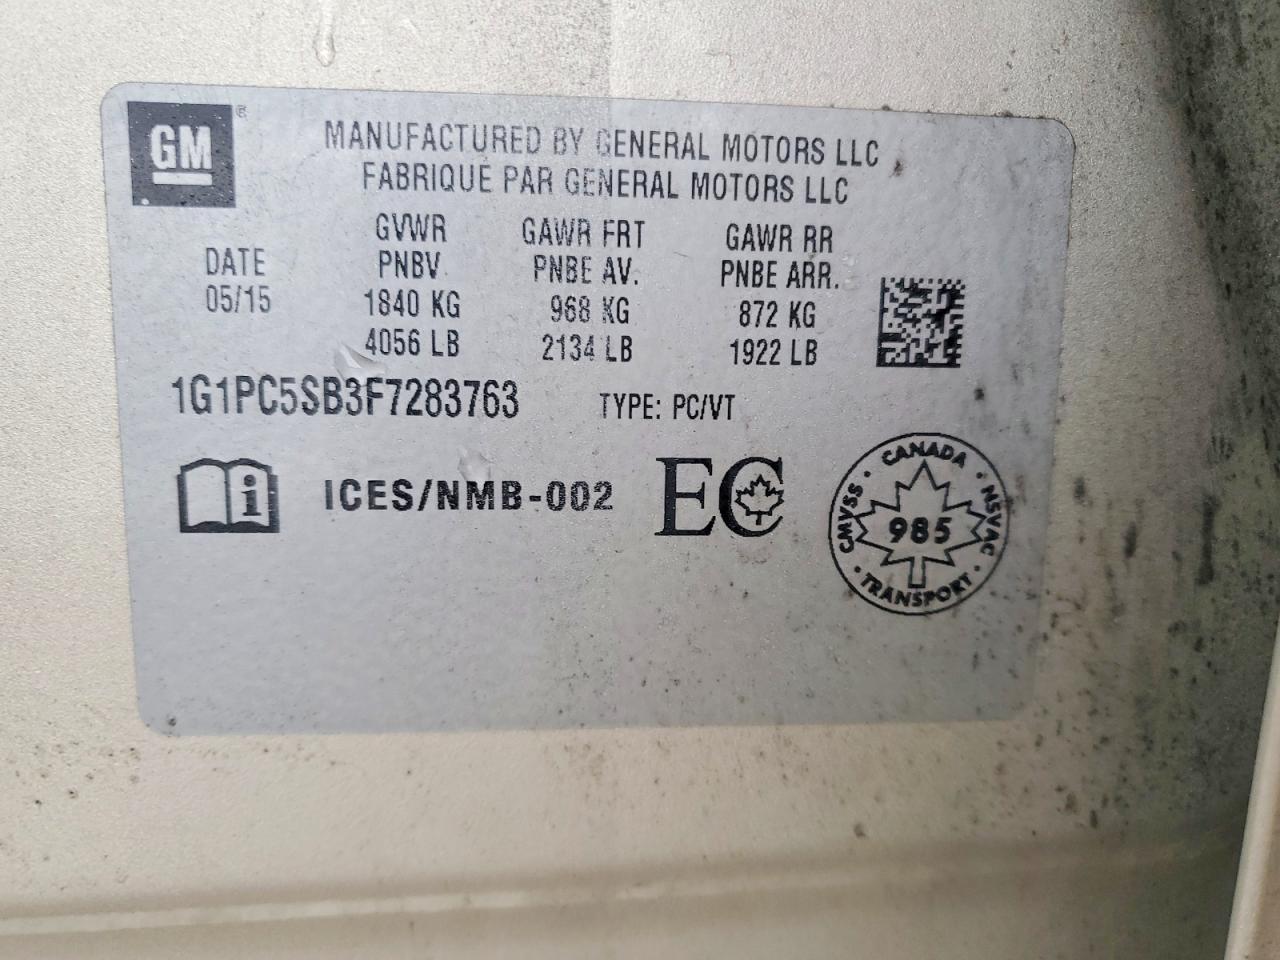 GM®
MANUFACTURED BY GENERAL MOTORS LLC
FABRIQUE PAR GENERAL MOTORS LLC
DATE
05/15
GVWR
PNBV
1840 KG
4056 LB
GAWR FRT
PNBE AV.
968 KG
2134 LB
GAWR RR
PNBE ARR.
872 KG
1922 LB
1G1PC5SB3F7283763
TYPE: PC/VT
i
ICES/NMB-002
EC
CANADA
CMVSS · NSVAC
985
TRANSPORT